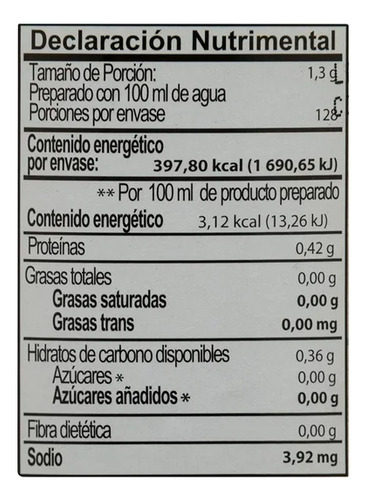 Declaración Nutrimental
Tamaño de Porción: 1,3 g
Preparado con 100 ml de agua
Porciones por envase 128
Contenido energético
por envase: 397,80 kcal (1 690,65 kJ)
** Por 100 ml de producto preparado
Contenido energético 3,12 kcal (13,26 kJ)
Proteínas 0,42 g
Grasas totales 0,00 g
Grasas saturadas 0,00 g
Grasas trans 0,00 mg
Hidratos de carbono disponibles 0,36 g
Azúcares * 0,00 g
Azúcares añadidos * 0,00 g
Fibra dietética 0,00 g
Sodio 3,92 mg